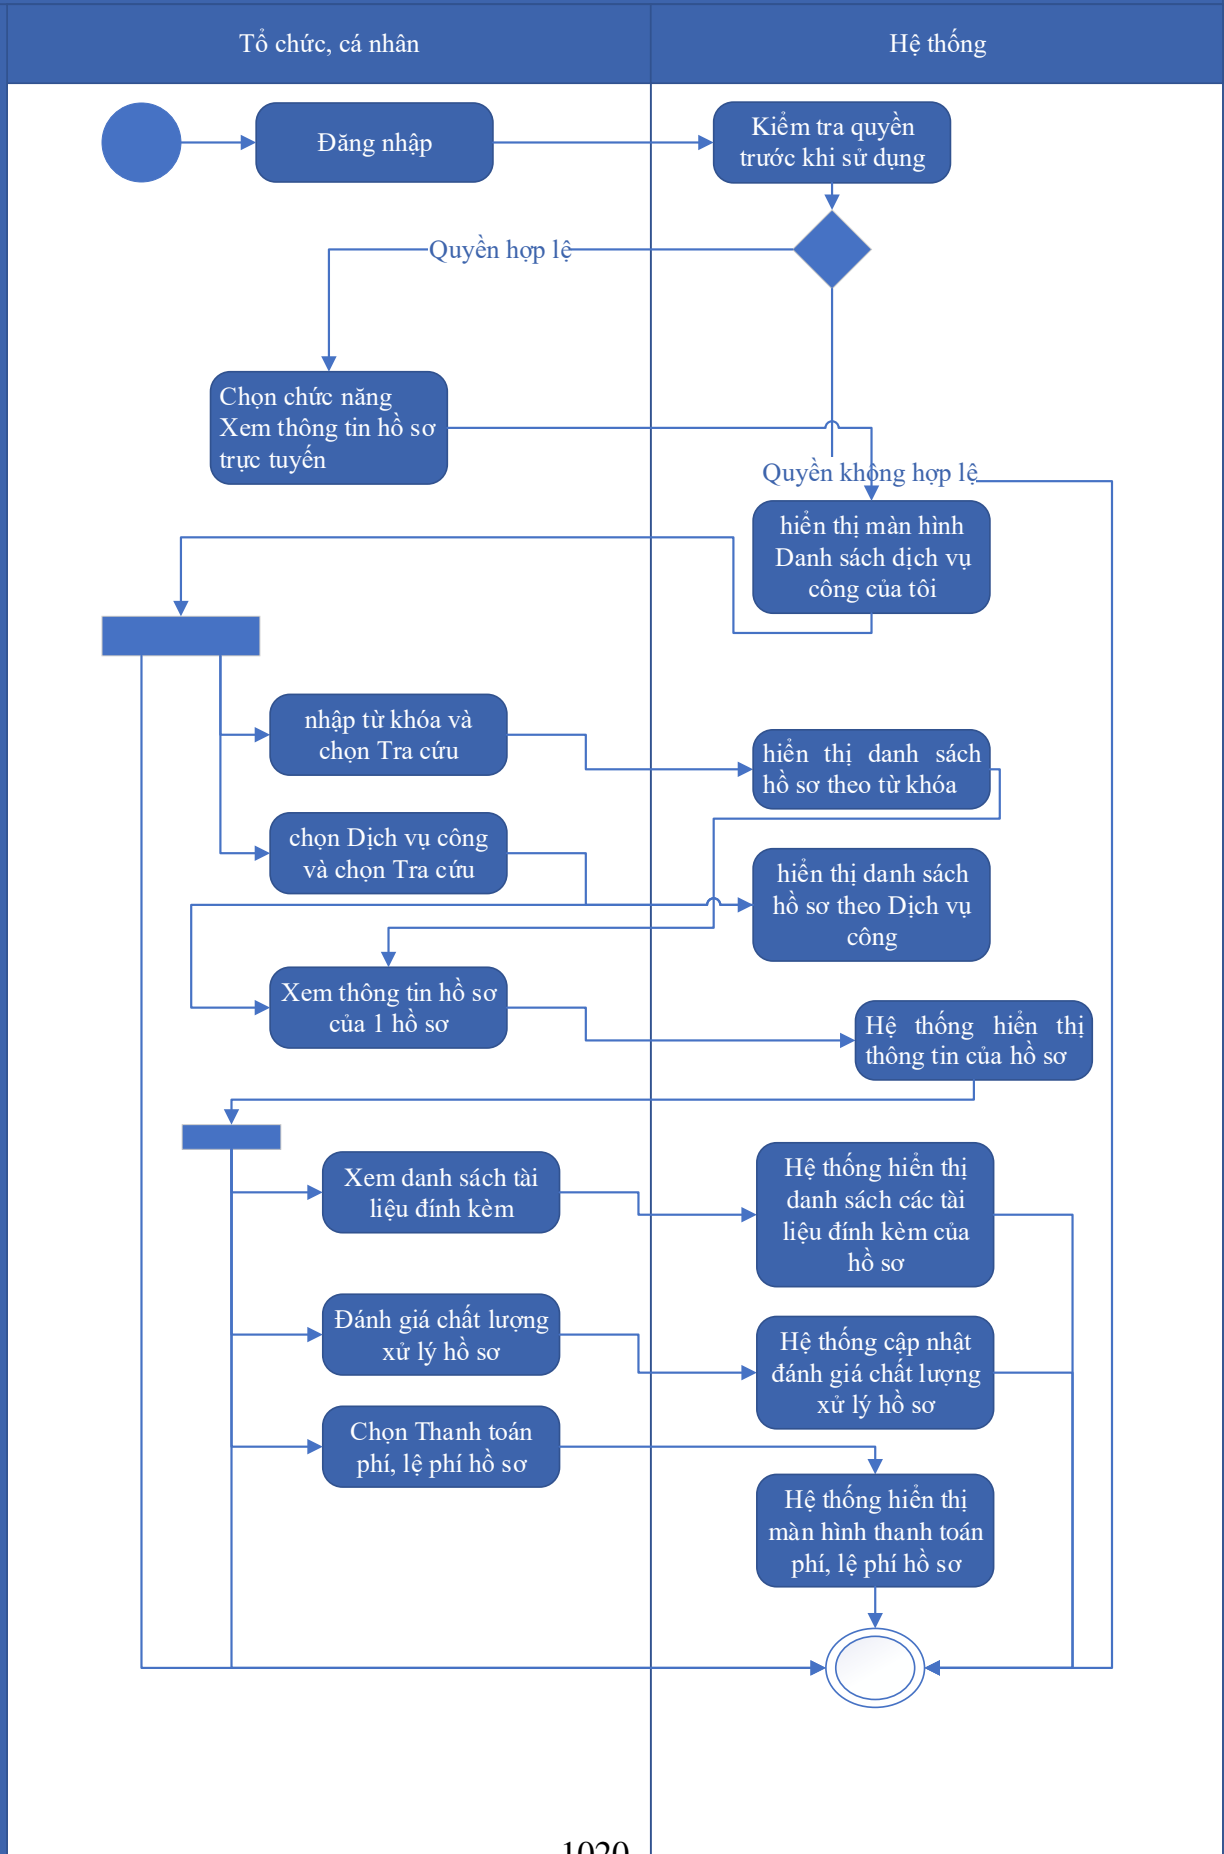 Tổ chức, cá nhân
Hệ thống
Đăng nhập
Kiểm tra quyền
trước khi sử dụng
Quyền hợp lệ
Chọn chức năng
Xem thông tin hồ sơ
trực tuyến
Quyền không hợp lệ
hiển thị màn hình
Danh sách dịch vụ
công của tôi
nhập từ khóa và
chọn Tra cứu
hiển thị danh sách
hồ sơ theo từ khóa
chọn Dịch vụ công
và chọn Tra cứu
hiển thị danh sách
hồ sơ theo Dịch vụ
công
Xem thông tin hồ sơ
của 1 hồ sơ
Hệ thống hiển thị
thông tin của hồ sơ
Xem danh sách tài
liệu đính kèm
Hệ thống hiển thị
danh sách các tài
liệu đính kèm của
hồ sơ
Đánh giá chất lượng
xử lý hồ sơ
Hệ thống cập nhật
đánh giá chất lượng
xử lý hồ sơ
Chọn Thanh toán
phí, lệ phí hồ sơ
Hệ thống hiển thị
màn hình thanh toán
phí, lệ phí hồ sơ
1020